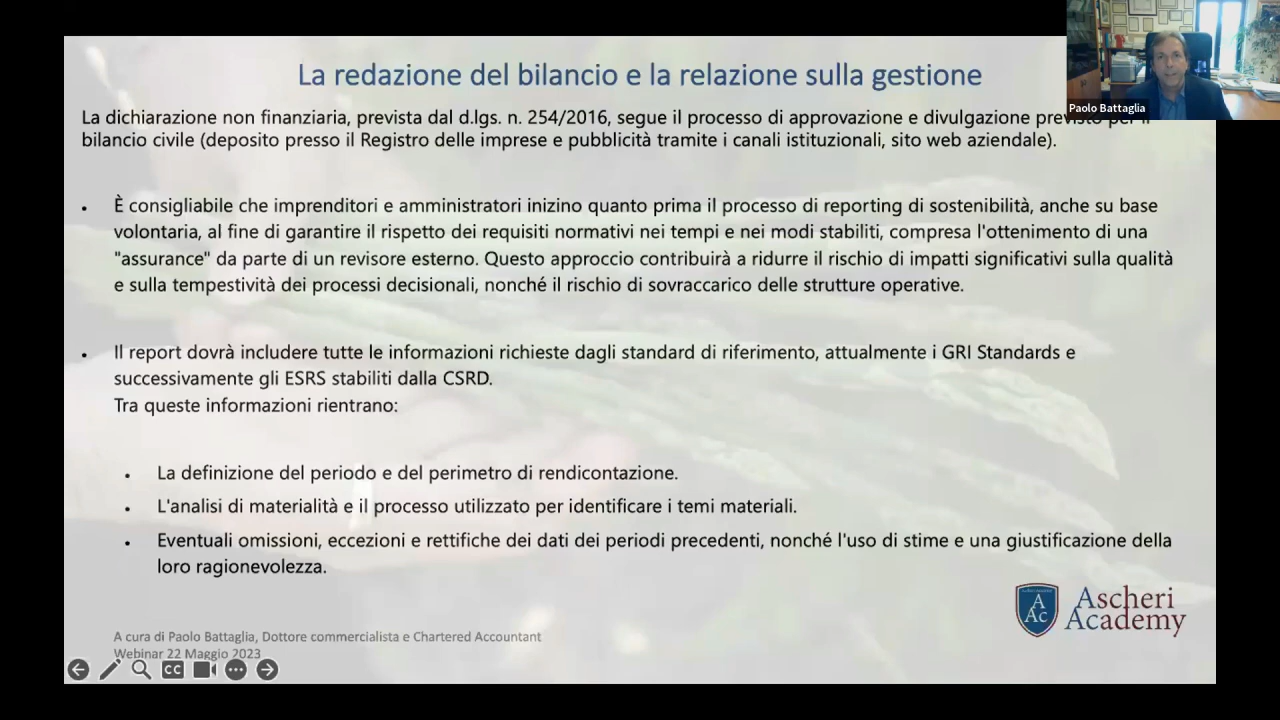 La redazione del bilancio e la relazione sulla gestione
Paolo Battaglia
La dichiarazione non finanziaria, prevista dal d.lgs. n. 254/2016, segue il processo di approvazione e divulgazione previsto per il
bilancio civile (deposito presso il Registro delle imprese e pubblicità tramite i canali istituzionali, sito web aziendale).
• È consigliabile che imprenditori e amministratori inizino quanto prima il processo di reporting di sostenibilità, anche su base
volontaria, al fine di garantire il rispetto dei requisiti normativi nei tempi e nei modi stabiliti, compresa l'ottenimento di una
"assurance" da parte di un revisore esterno. Questo approccio contribuirà a ridurre il rischio di impatti significativi sulla qualità
e sulla tempestività dei processi decisionali, nonché il rischio di sovraccarico delle strutture operative.
• Il report dovrà includere tutte le informazioni richieste dagli standard di riferimento, attualmente i GRI Standards e
successivamente gli ESRS stabiliti dalla CSRD.
Tra queste informazioni rientrano:
• La definizione del periodo e del perimetro di rendicontazione.
• L'analisi di materialità e il processo utilizzato per identificare i temi materiali.
• Eventuali omissioni, eccezioni e rettifiche dei dati dei periodi precedenti, nonché l'uso di stime e una giustificazione della
loro ragionevolezza.
A
Ac
Ascheri
Academy
A cura di Paolo Battaglia, Dottore commercialista e Chartered Accountant
Webinar 22 Maggio 2023
CC